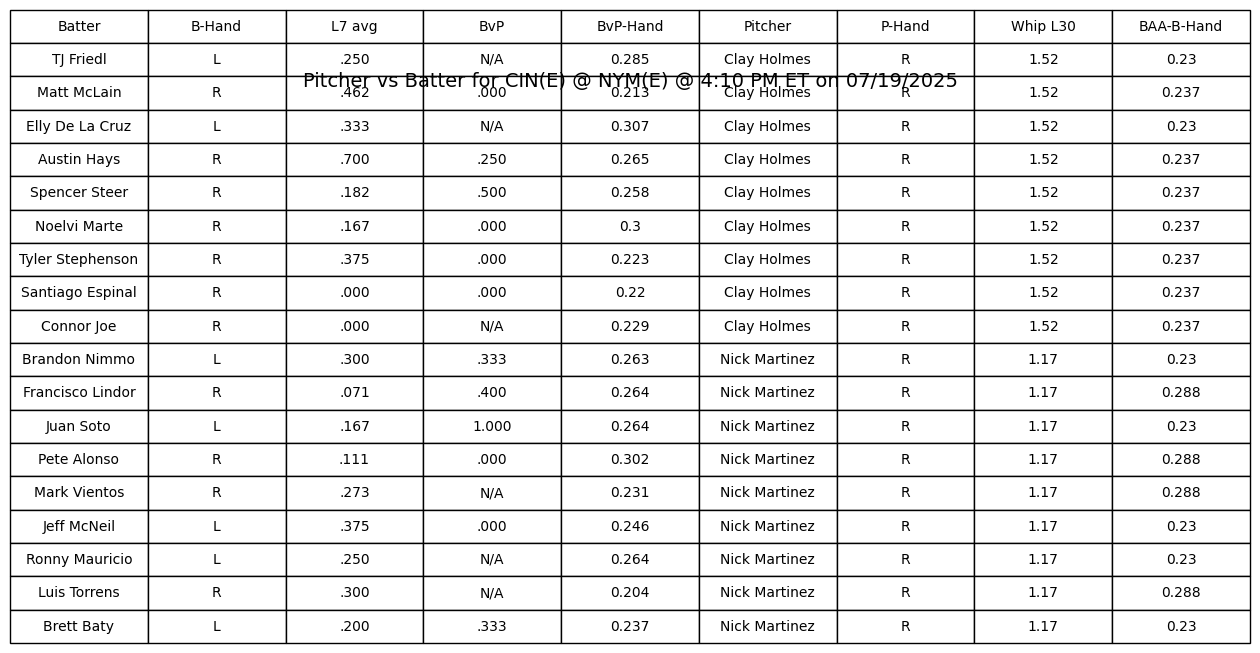 Batter B-Hand L7 avg BvP BvP-Hand Pitcher P-Hand Whip L30 BAA-B-Hand
TJ Friedl L .250 N/A 0.285 Clay Holmes R 1.52 0.23
Pitcher vs Batter for CIN(E) @ NYM(E) @ 4:10 PM ET on 07/19/2025
Matt McLain R .462 .000 0.213 Clay Holmes R 1.52 0.237
Elly De La Cruz L .333 N/A 0.307 Clay Holmes R 1.52 0.23
Austin Hays R .700 .250 0.265 Clay Holmes R 1.52 0.237
Spencer Steer R .182 .500 0.258 Clay Holmes R 1.52 0.237
Noelvi Marte R .167 .000 0.3 Clay Holmes R 1.52 0.237
Tyler Stephenson R .375 .000 0.223 Clay Holmes R 1.52 0.237
Santiago Espinal R .000 .000 0.22 Clay Holmes R 1.52 0.237
Connor Joe R .000 N/A 0.229 Clay Holmes R 1.52 0.237
Brandon Nimmo L .300 .333 0.263 Nick Martinez R 1.17 0.23
Francisco Lindor R .071 .400 0.264 Nick Martinez R 1.17 0.288
Juan Soto L .167 1.000 0.264 Nick Martinez R 1.17 0.23
Pete Alonso R .111 .000 0.302 Nick Martinez R 1.17 0.288
Mark Vientos R .273 N/A 0.231 Nick Martinez R 1.17 0.288
Jeff McNeil L .375 .000 0.246 Nick Martinez R 1.17 0.23
Ronny Mauricio L .250 N/A 0.264 Nick Martinez R 1.17 0.23
Luis Torrens R .300 N/A 0.204 Nick Martinez R 1.17 0.288
Brett Baty L .200 .333 0.237 Nick Martinez R 1.17 0.23